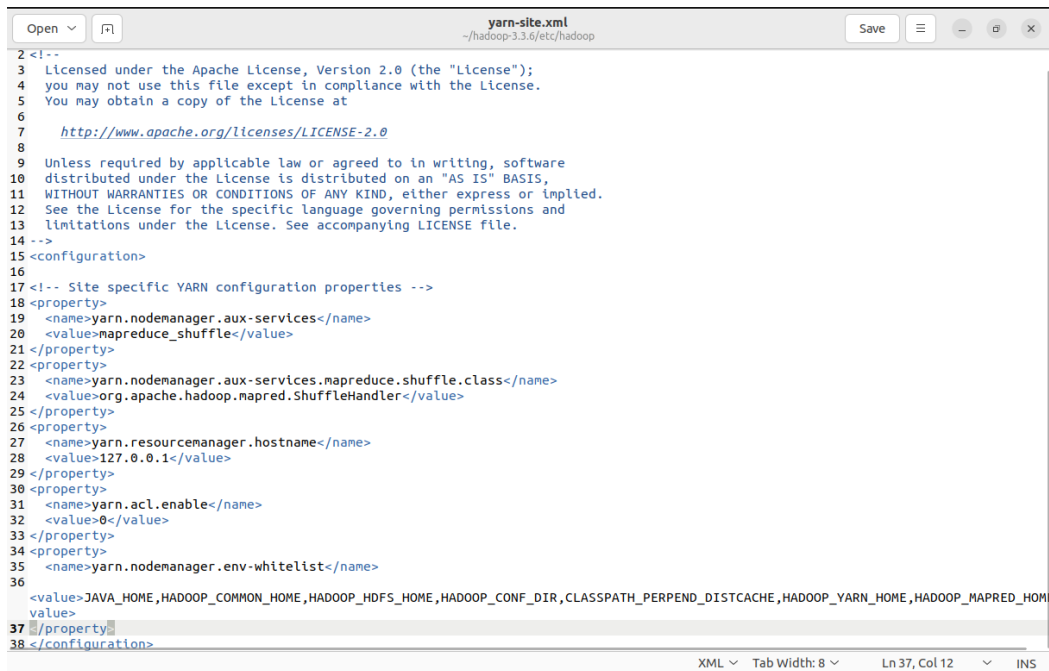 Open
yarn-site.xml
~/hadoop-3.3.6/etc/hadoop
Save
2 <!--
3 Licensed under the Apache License, Version 2.0 (the "License");
4 you may not use this file except in compliance with the License.
5 You may obtain a copy of the License at
6
7 http://www.apache.org/licenses/LICENSE-2.0
8
9 Unless required by applicable law or agreed to in writing, software
10 distributed under the License is distributed on an "AS IS" BASIS,
11 WITHOUT WARRANTIES OR CONDITIONS OF ANY KIND, either express or implied.
12 See the License for the specific language governing permissions and
13 limitations under the License. See accompanying LICENSE file.
14 -->
15 <configuration>
16
17 <!-- Site specific YARN configuration properties -->
18 <property>
19 <name>yarn.nodemanager.aux-services</name>
20 <value>mapreduce_shuffle</value>
21 </property>
22 <property>
23 <name>yarn.nodemanager.aux-services.mapreduce.shuffle.class</name>
24 <value>org.apache.hadoop.mapred.ShuffleHandler</value>
25 </property>
26 <property>
27 <name>yarn.resourcemanager.hostname</name>
28 <value>127.0.0.1</value>
29 </property>
30 <property>
31 <name>yarn.acl.enable</name>
32 <value>0</value>
33 </property>
34 <property>
35 <name>yarn.nodemanager.env-whitelist</name>
36
<value>JAVA_HOME,HADOOP_COMMON_HOME,HADOOP_HDFS_HOME,HADOOP_CONF_DIR,CLASSPATH_PERPEND_DISTCACHE,HADOOP_YARN_HOME,HADOOP_MAPRED_HOM
value>
37 </property>
38 </configuration>
XML Tab Width: 8 Ln 37, Col 12 INS